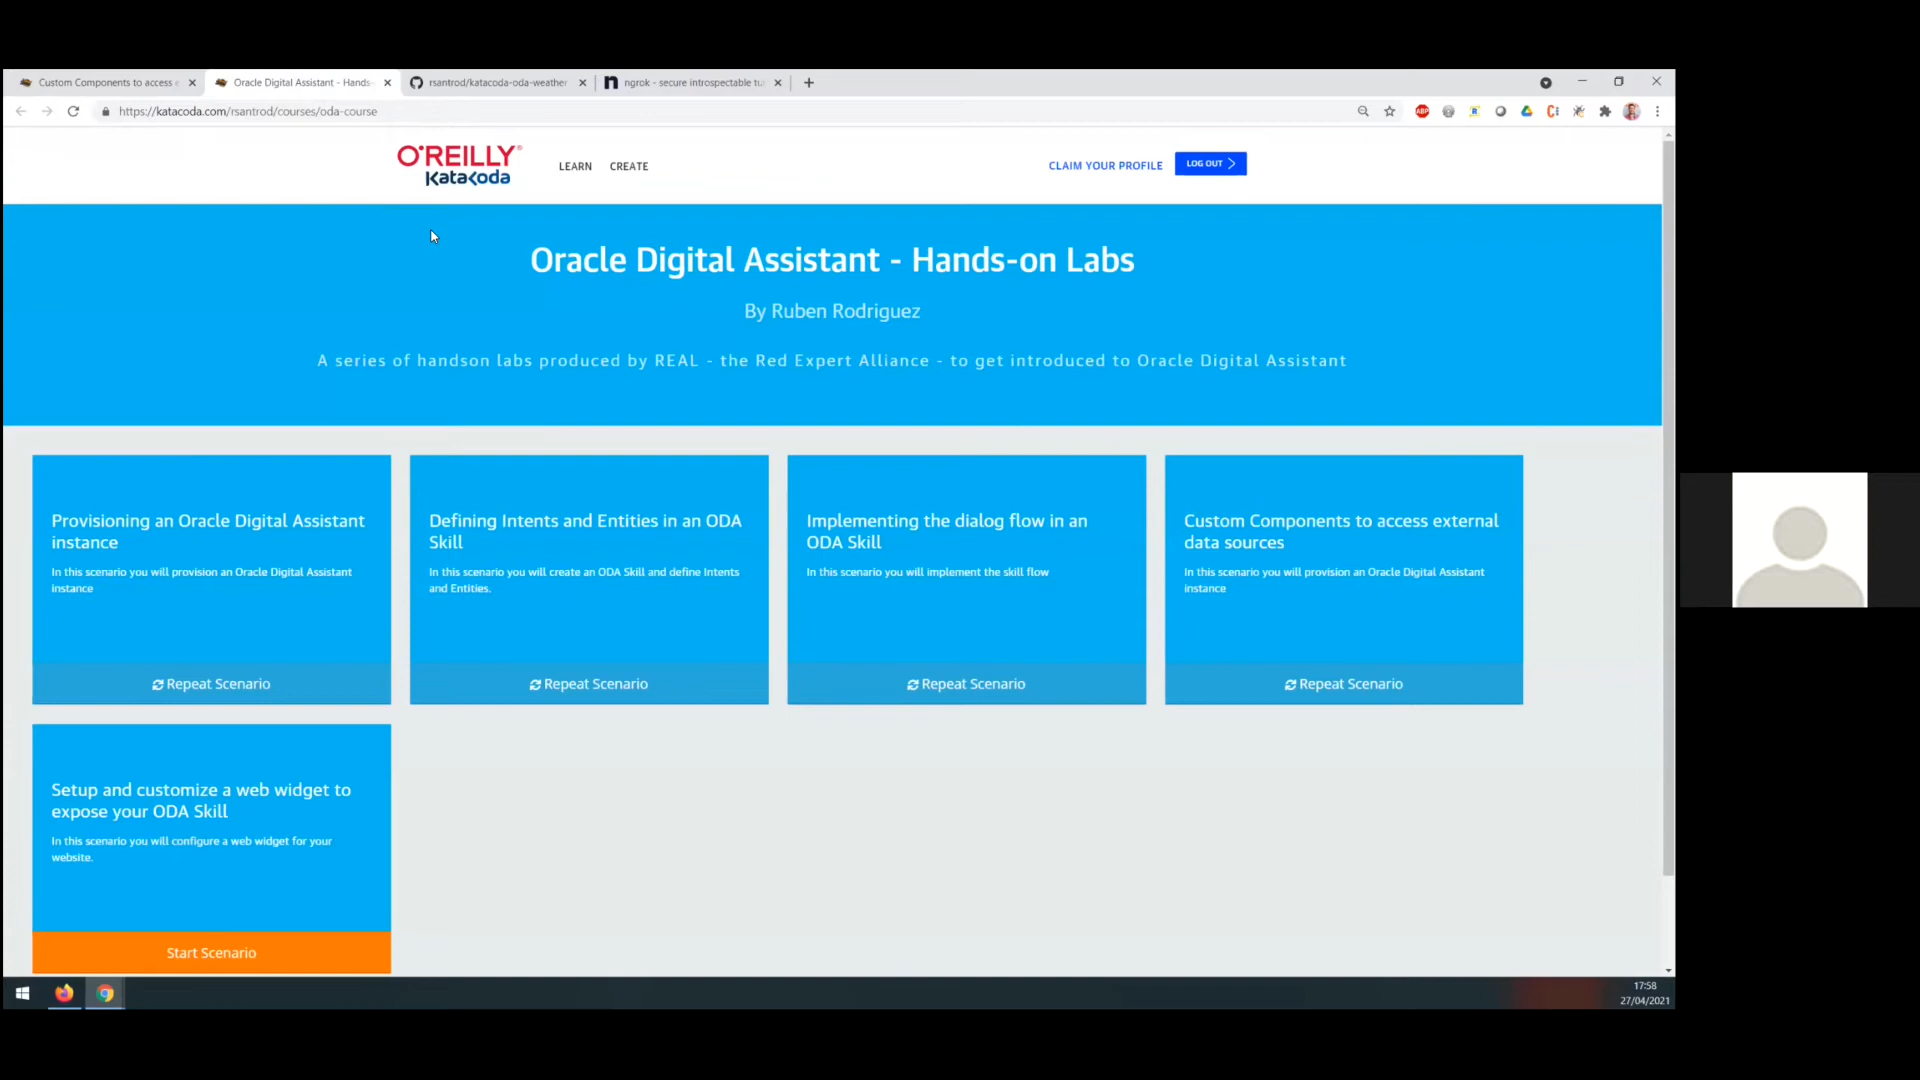 Custom Components to access e
Oracle Digital Assistant - Hands-
rsantrod/katacoda-oda-weather
ngrok - secure introspectable tu
https://katacoda.com/rsantrod/courses/oda-course
ABP
O'REILLY®
Katakoda
LEARN
CREATE
CLAIM YOUR PROFILE
LOG OUT
Oracle Digital Assistant - Hands-on Labs
By Ruben Rodriguez
A series of handson labs produced by REAL - the Red Expert Alliance - to get introduced to Oracle Digital Assistant
Provisioning an Oracle Digital Assistant
instance
In this scenario you will provision an Oracle Digital Assistant
instance
Repeat Scenario
Defining Intents and Entities in an ODA
Skill
In this scenario you will create an ODA Skill and define Intents
and Entities.
Repeat Scenario
Implementing the dialog flow in an
ODA Skill
In this scenario you will implement the skill flow
Repeat Scenario
Custom Components to access external
data sources
In this scenario you will provision an Oracle Digital Assistant
instance
Repeat Scenario
Setup and customize a web widget to
expose your ODA Skill
In this scenario you will configure a web widget for your
website.
Start Scenario
17:58
27/04/2021